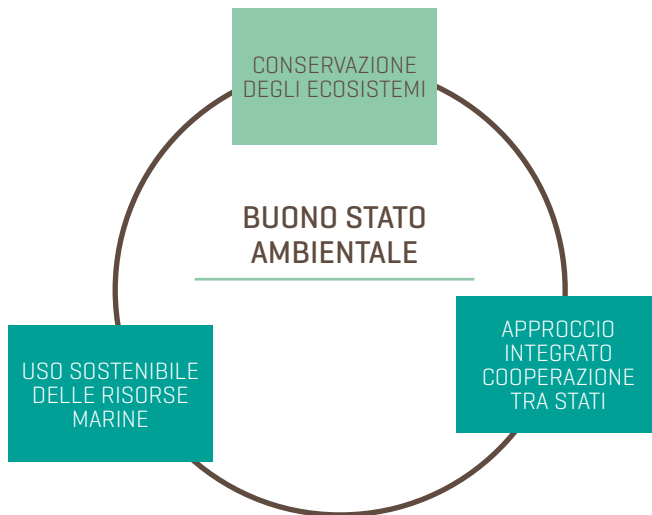 CONSERVAZIONE
DEGLI ECOSISTEMI
BUONO STATO
AMBIENTALE
USO SOSTENIBILE
DELLE RISORSE
MARINE
APPROCCIO
INTEGRATO
COOPERAZIONE
TRA STATI